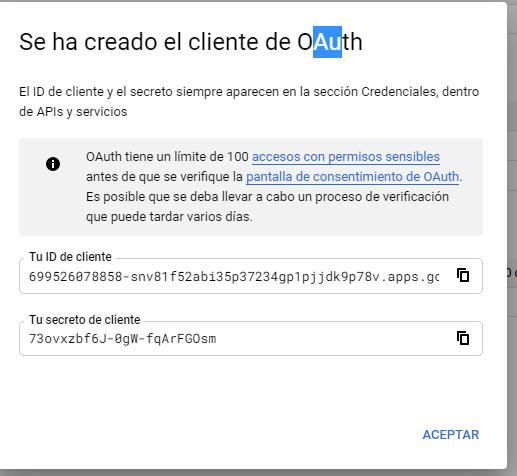 Se ha creado el cliente de OAuth
El ID de cliente y el secreto siempre aparecen en la sección Credenciales, dentro
de APIs y servicios
OAuth tiene un límite de 100 accesos con permisos sensibles
antes de que se verifique la pantalla de consentimiento de OAuth.
Es posible que se deba llevar a cabo un proceso de verificación
que puede tardar varios días.
Tu ID de cliente
699526078858-snv81f52abi35p37234gp1pjjdk9p78v.apps.gc
Tu secreto de cliente
73ovxzbf6J-0gW-fqArFGOsm
ACEPTAR